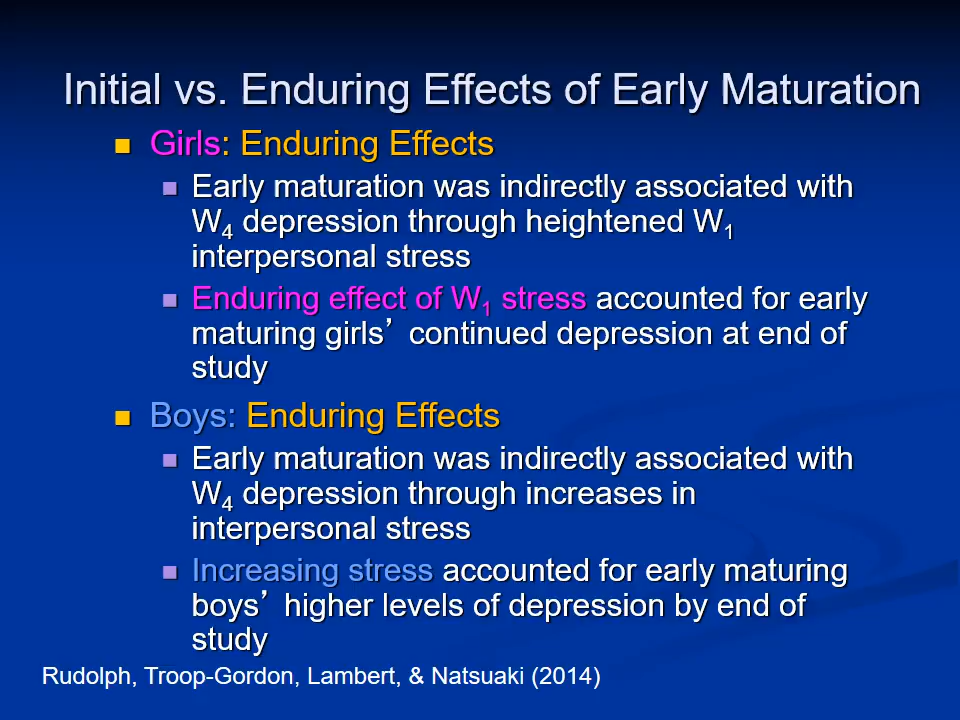 Initial vs. Enduring Effects of Early Maturation
Girls: Enduring Effects
Early maturation was indirectly associated with
W4 depression through heightened W1
interpersonal stress
Enduring effect of W1 stress accounted for early
maturing girls’ continued depression at end of
study
Boys: Enduring Effects
Early maturation was indirectly associated with
W4 depression through increases in
interpersonal stress
Increasing stress accounted for early maturing
boys’ higher levels of depression by end of
study
Rudolph, Troop-Gordon, Lambert, & Natsuaki (2014)